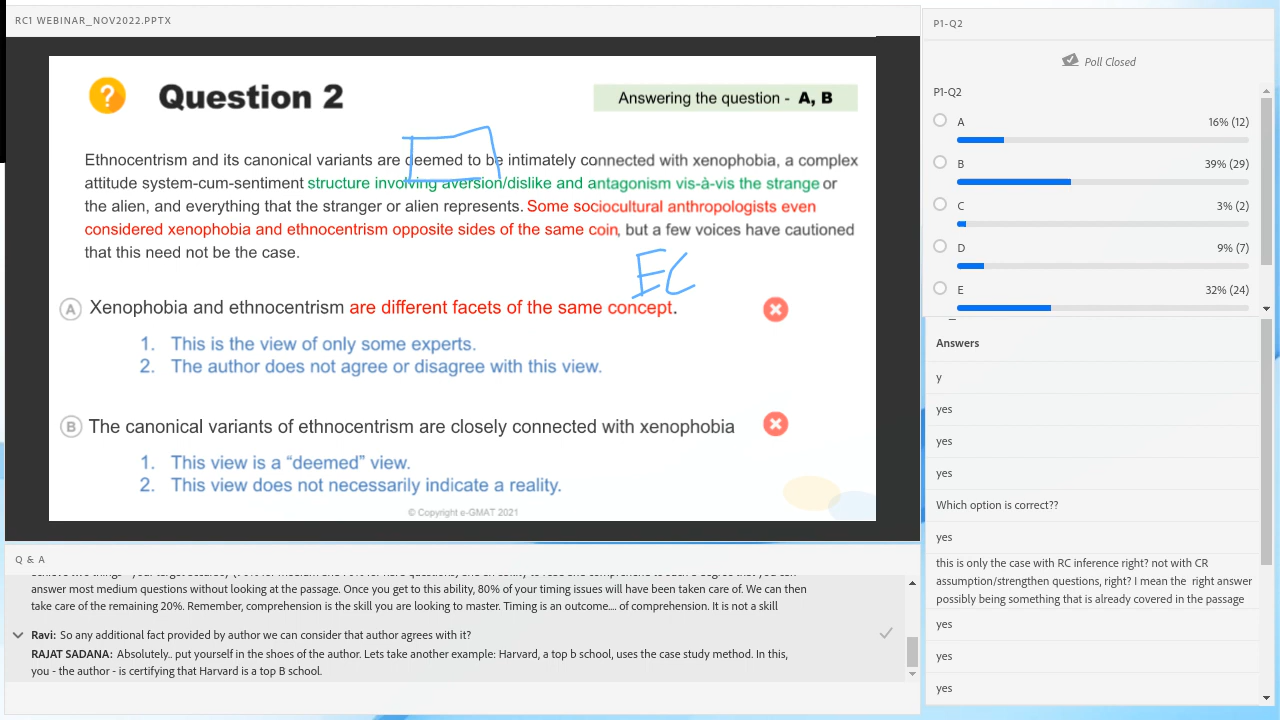 RC1 WEBINAR_NOV2022.PPTX
?
Question 2
Answering the question - A, B
Ethnocentrism and its canonical variants are deemed to be intimately connected with xenophobia, a complex
attitude system-cum-sentiment structure involving aversion/dislike and antagonism vis-à-vis the strange or
the alien, and everything that the stranger or alien represents. Some sociocultural anthropologists even
considered xenophobia and ethnocentrism opposite sides of the same coin, but a few voices have cautioned
that this need not be the case.
EC
A Xenophobia and ethnocentrism are different facets of the same concept.
1. This is the view of only some experts.
2. The author does not agree or disagree with this view.
B The canonical variants of ethnocentrism are closely connected with xenophobia
1. This view is a “deemed” view.
2. This view does not necessarily indicate a reality.
© Copyright e-GMAT 2021
Q & A
answer most medium questions without looking at the passage. Once you get to this ability, 80% of your timing issues will have been taken care of. We can then
take care of the remaining 20%. Remember, comprehension is the skill you are looking to master. Timing is an outcome.... of comprehension. It is not a skill
Ravi: So any additional fact provided by author we can consider that author agrees with it?
RAJAT SADANA: Absolutely.. put yourself in the shoes of the author. Lets take another example: Harvard, a top b school, uses the case study method. In this,
you - the author - is certifying that Harvard is a top B school.
P1-Q2
Poll Closed
P1-Q2
A 16% (12)
B 39% (29)
C 3% (2)
D 9% (7)
E 32% (24)
Answers
y
yes
yes
yes
Which option is correct??
yes
this is only the case with RC inference right? not with CR
assumption/strengthen questions, right? I mean the right answer
possibly being something that is already covered in the passage
yes
yes
yes